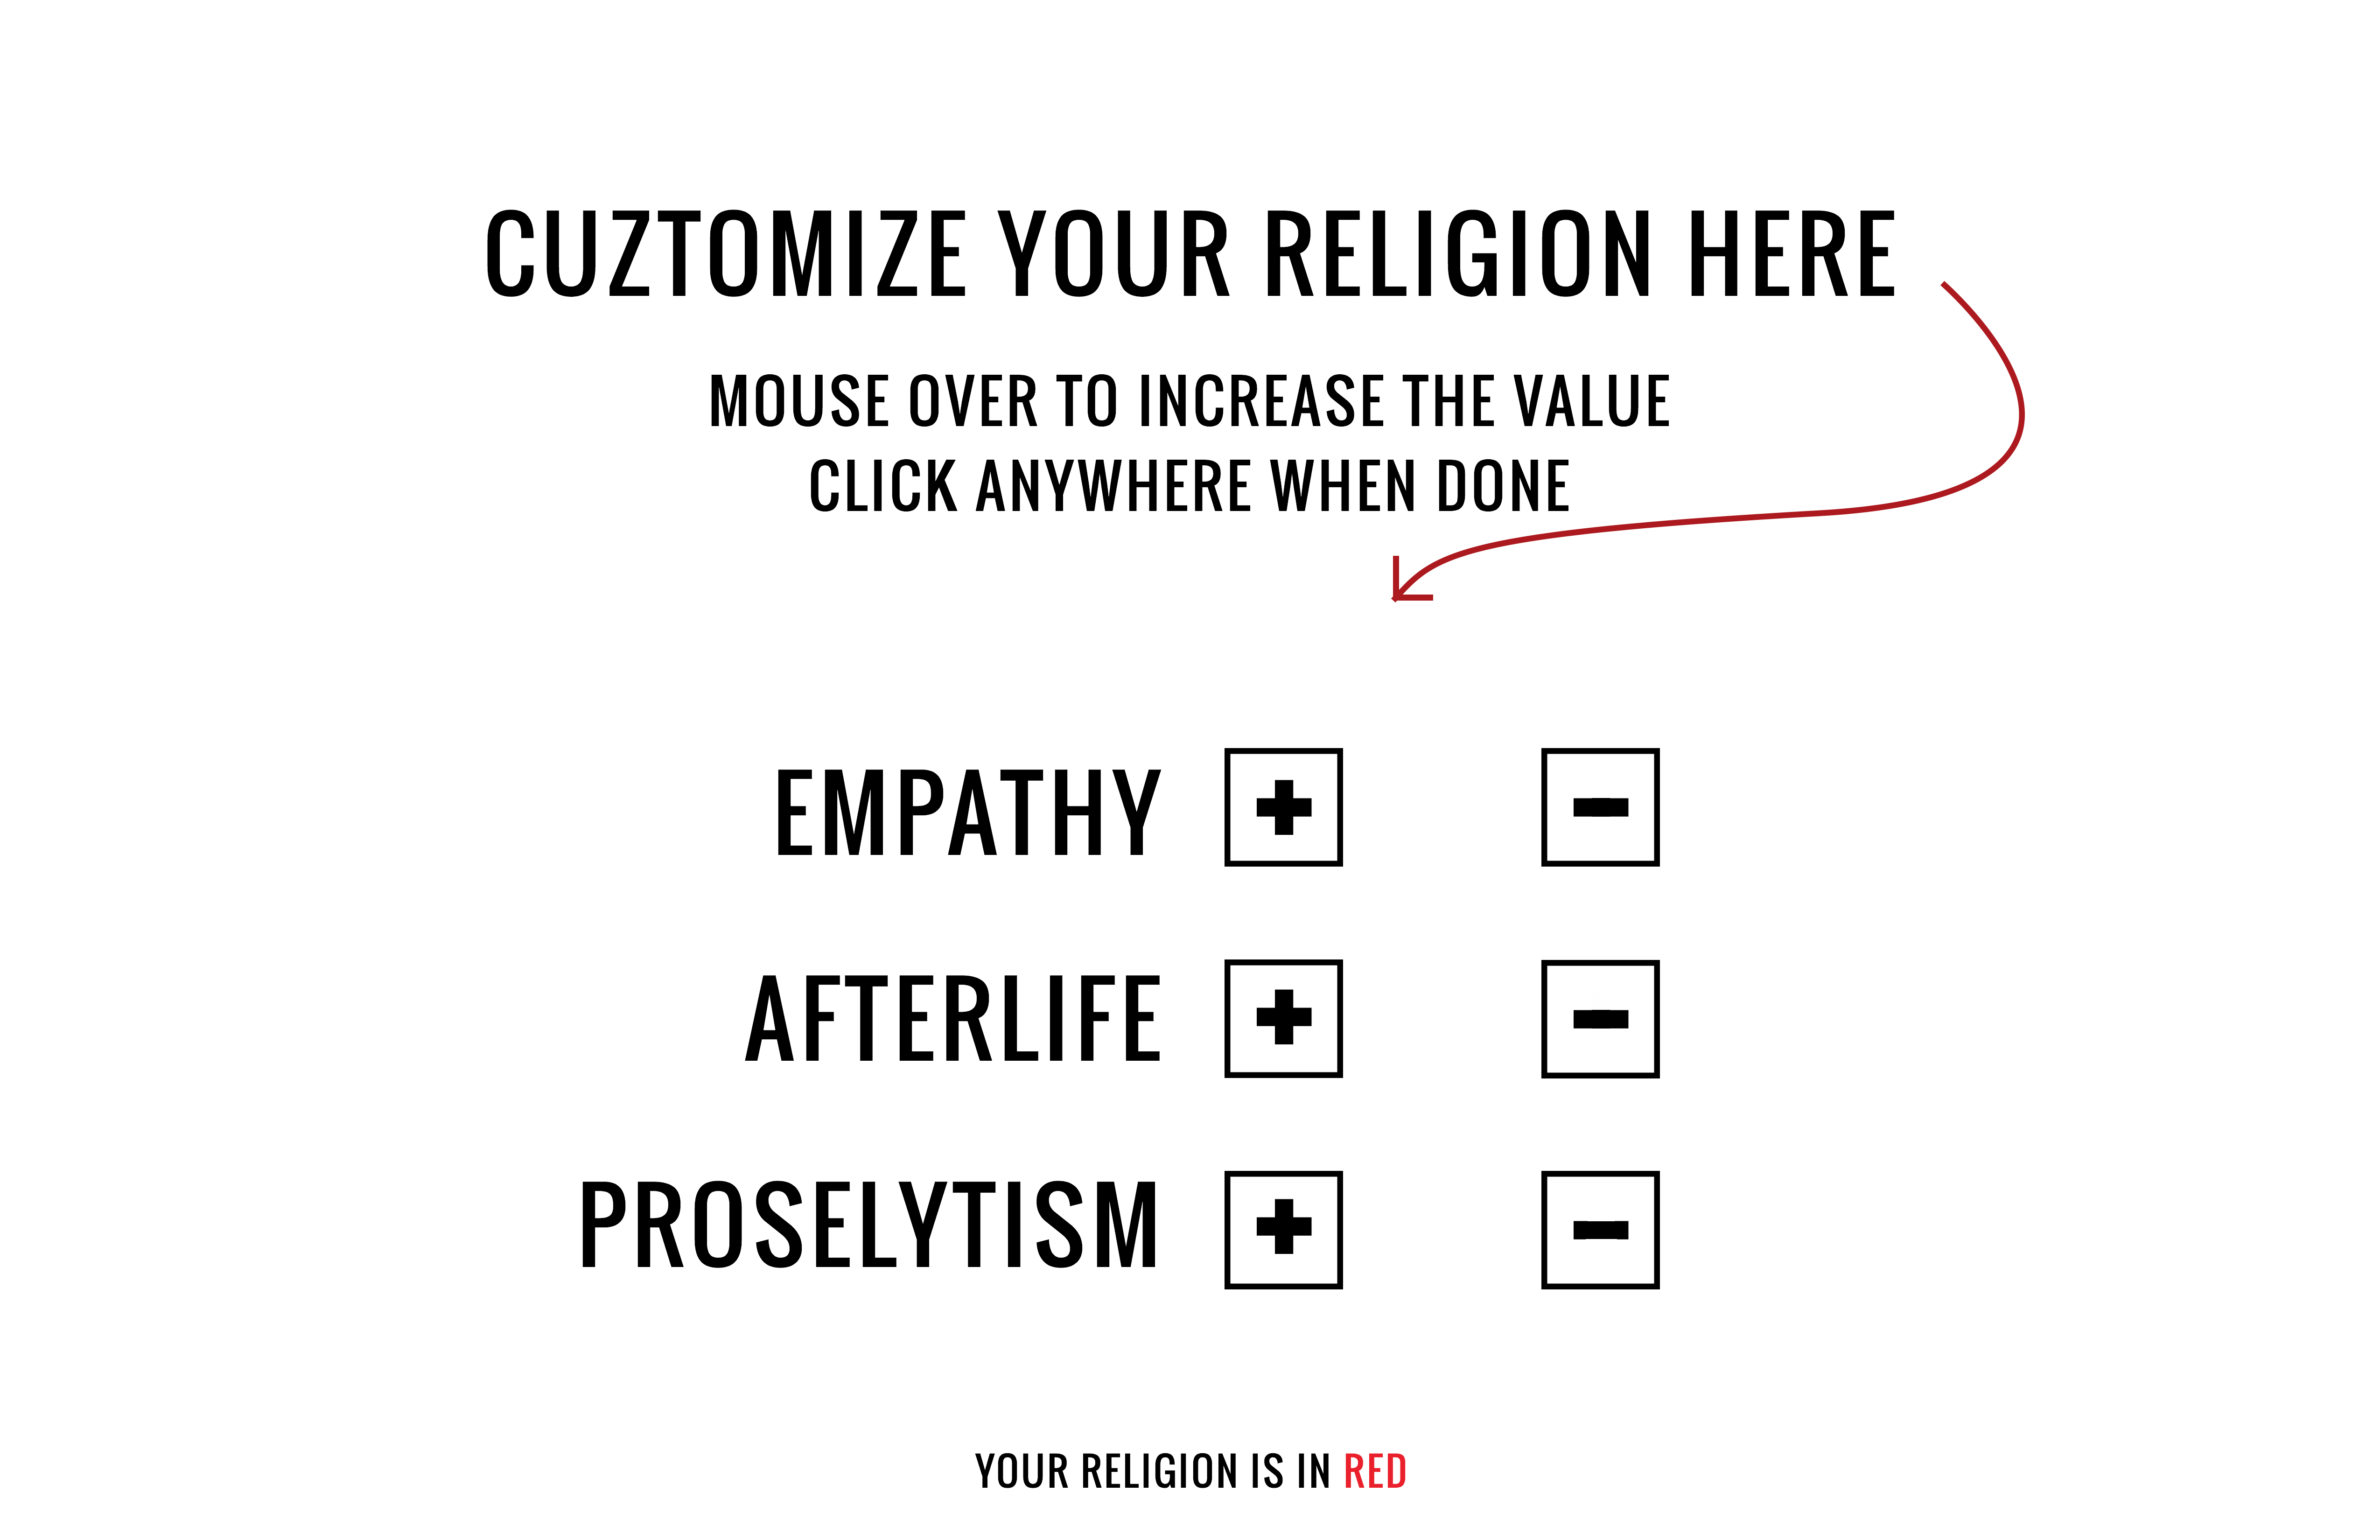 CUZTOMIZE YOUR RELIGION HERE
MOUSE OVER TO INCREASE THE VALUE
CLICK ANYWHERE WHEN DONE
EMPATHY + -
AFTERLIFE + -
PROSELYTISM + -
YOUR RELIGION IS IN RED